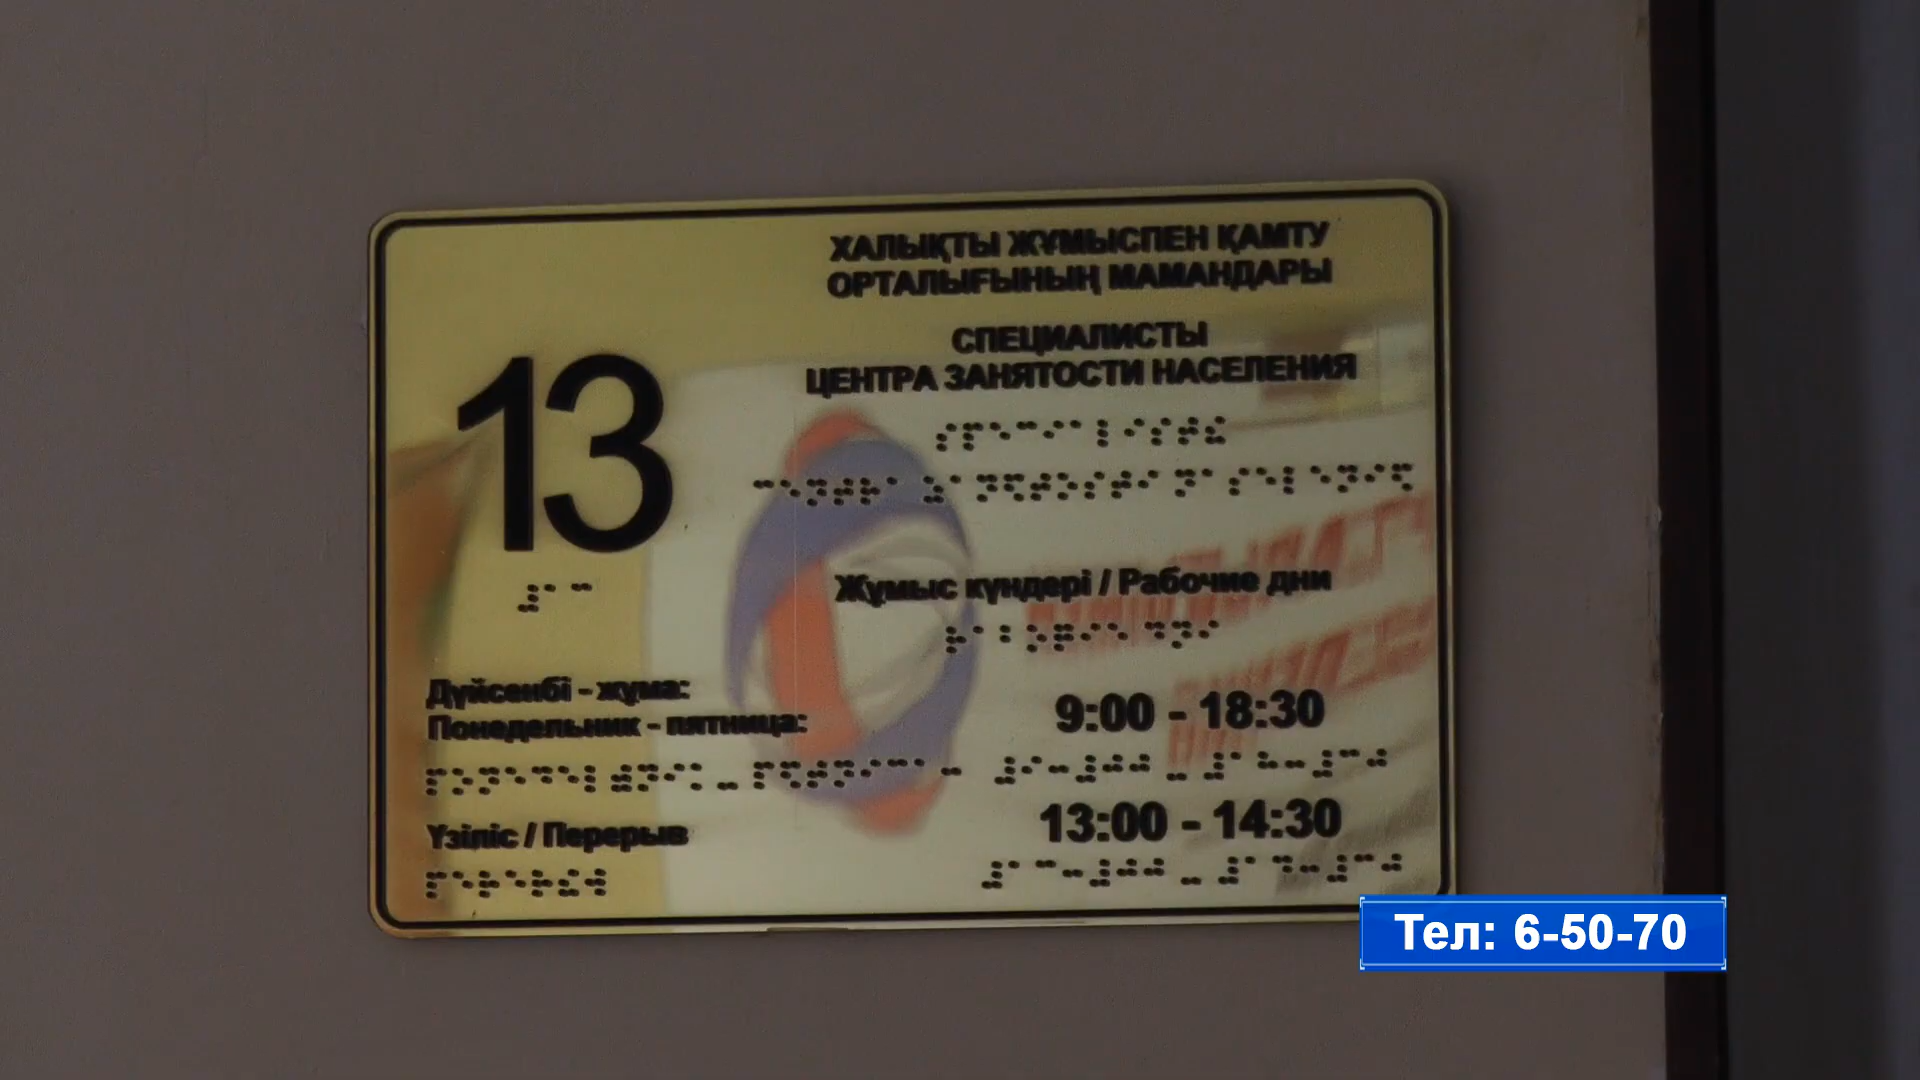 ХАЛЫҚТЫ ЖҰМЫСПЕН ҚАМТУ
ОРТАЛЫҒЫНЫҢ МАМАНДАРЫ
СПЕЦИАЛИСТЫ
ЦЕНТРА ЗАНЯТОСТИ НАСЕЛЕНИЯ
13
Жұмыс күндері / Рабочие дни
Дүйсенбі - жұма:
Понедельник - пятница:
9:00 - 18:30
Үзіліс / Перерыв
13:00 - 14:30
Тел: 6-50-70